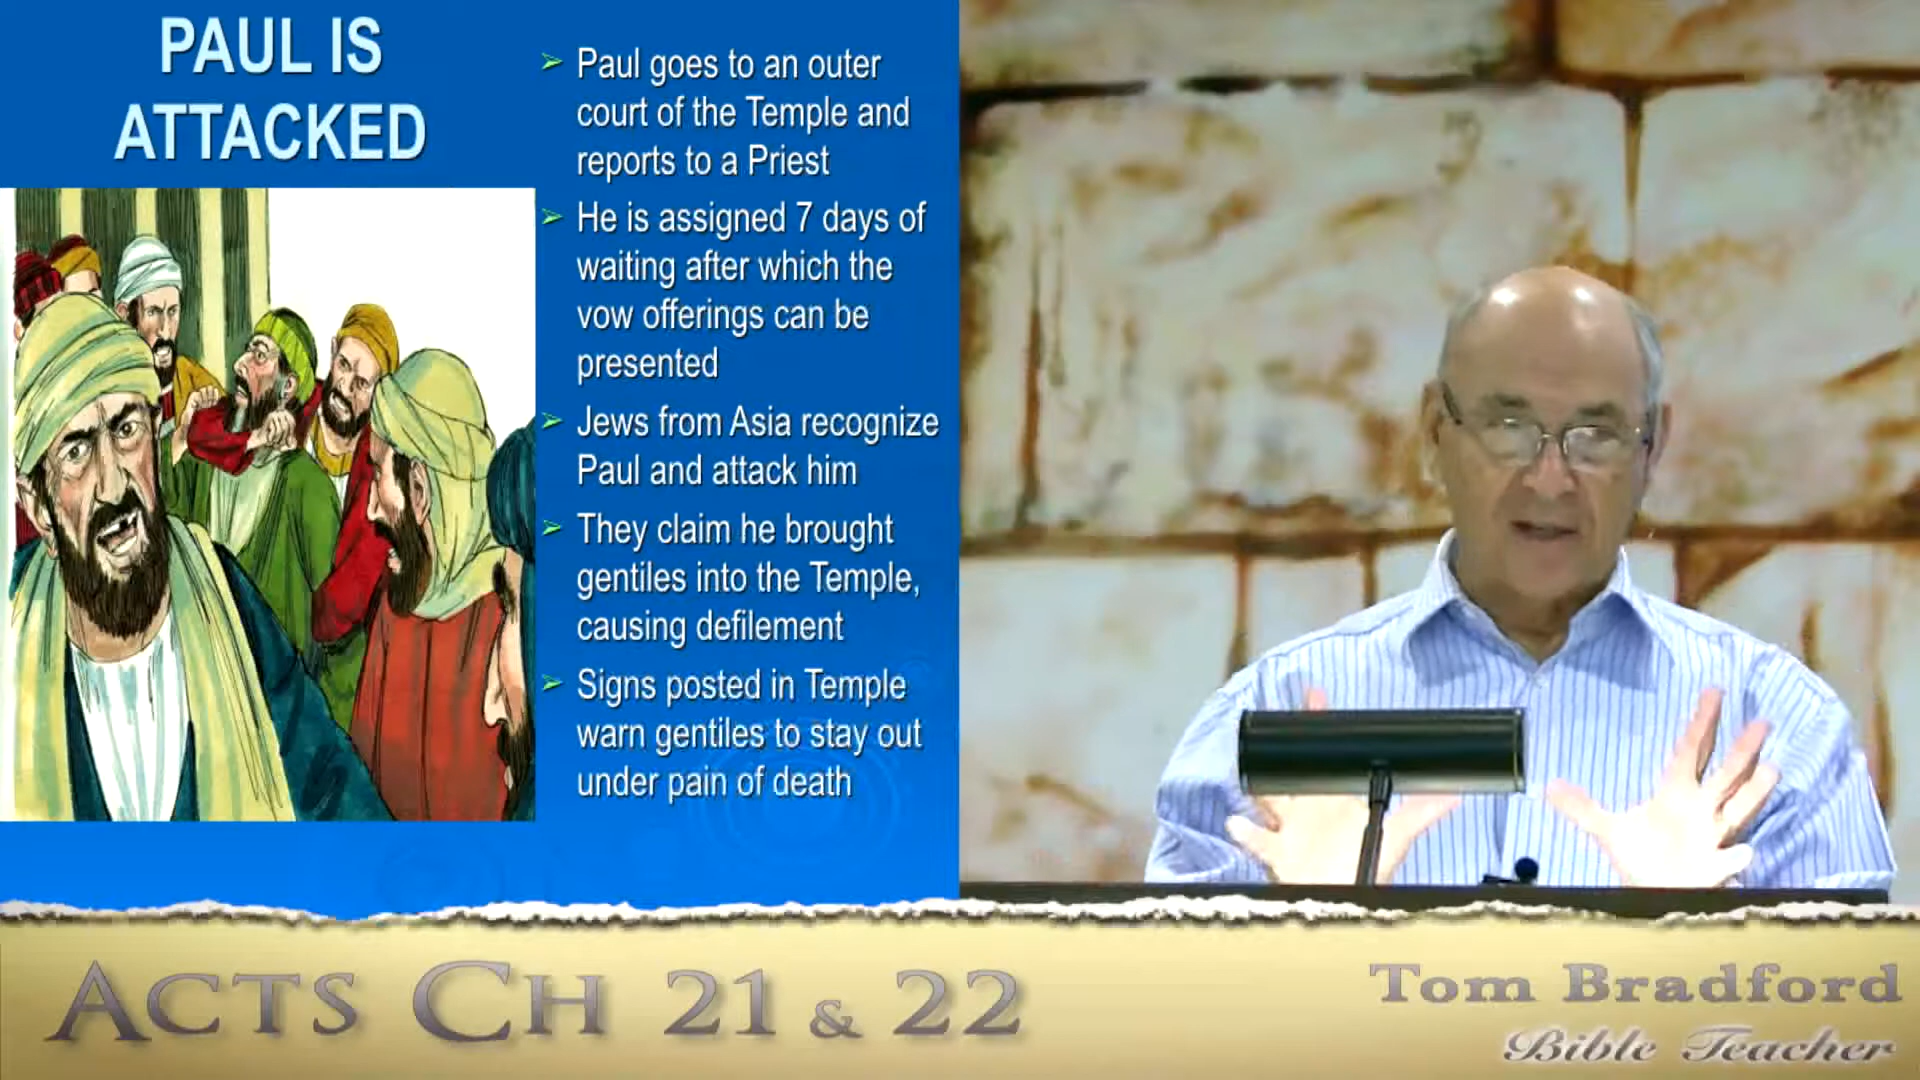 PAUL IS
ATTACKED
➢ Paul goes to an outer
court of the Temple and
reports to a Priest
➢ He is assigned 7 days of
waiting after which the
vow offerings can be
presented
➢ Jews from Asia recognize
Paul and attack him
➢ They claim he brought
gentiles into the Temple,
causing defilement
➢ Signs posted in Temple
warn gentiles to stay out
under pain of death
ACTS CH 21 & 22
Tom Bradford
Bible Teacher